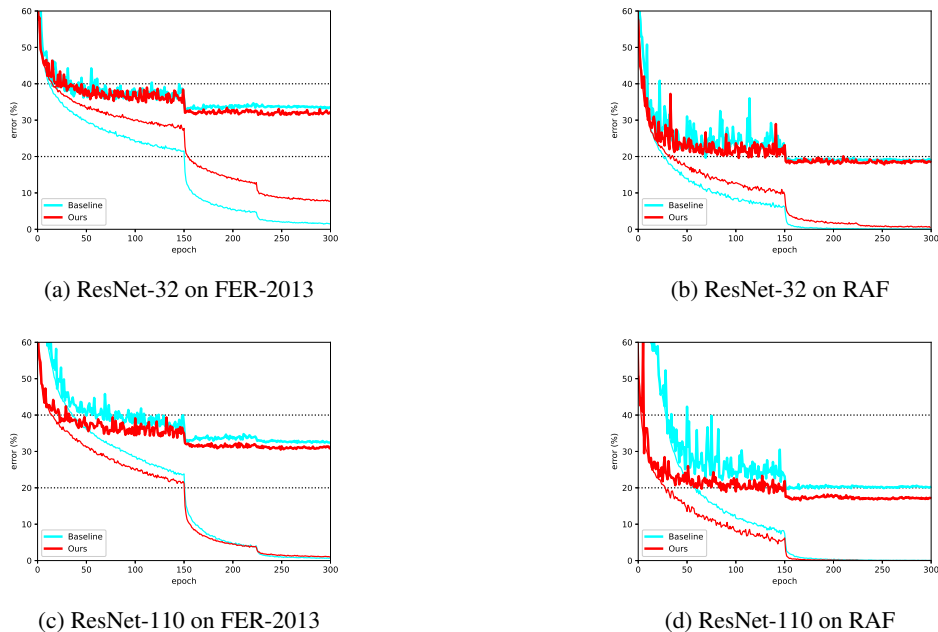 60
50
40
30
20
10
0
error (%)
Baseline
Ours
0 50 100 150 200 250 300
epoch
(a) ResNet-32 on FER-2013
60
50
40
30
20
10
0
error (%)
Baseline
Ours
0 50 100 150 200 250 300
epoch
(b) ResNet-32 on RAF
60
50
40
30
20
10
0
error (%)
Baseline
Ours
0 50 100 150 200 250 300
epoch
(c) ResNet-110 on FER-2013
60
50
40
30
20
10
0
error (%)
Baseline
Ours
0 50 100 150 200 250 300
epoch
(d) ResNet-110 on RAF